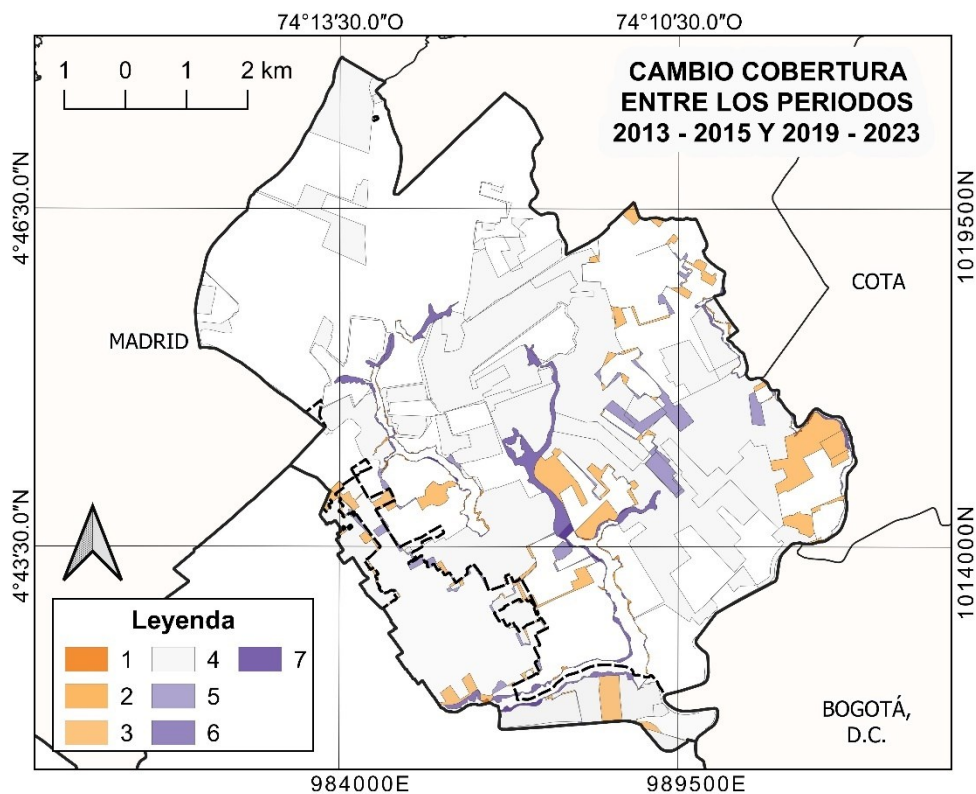 74°13'30.0"O
74°10'30.0"O
1 0 1 2 km
CAMBIO COBERTURA
ENTRE LOS PERIODOS
2013 - 2015 Y 2019 - 2023
4°46'30.0"N
1019500N
COTA
MADRID
4°43'30.0"N
1014000N
Leyenda
1 4 7
2 5
3 6
BOGOTÁ,
D.C.
984000E
989500E